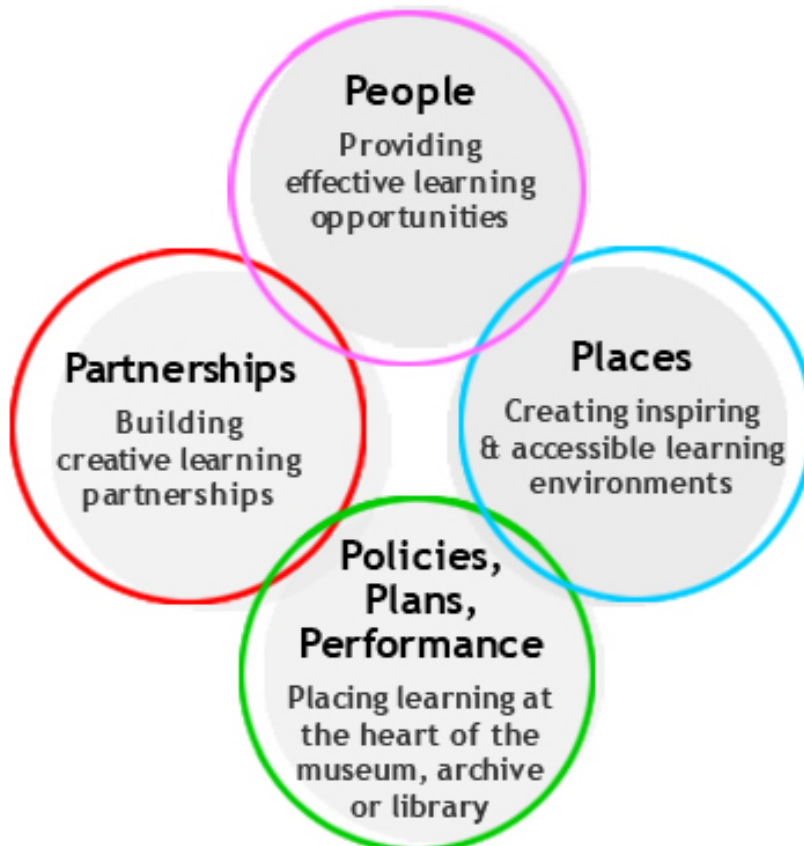 People
Providing
effective learning
opportunities
Partnerships
Building
creative learning
partnerships
Places
Creating inspiring
& accessible learning
environments
Policies,
Plans,
Performance
Placing learning at
the heart of the
museum, archive
or library